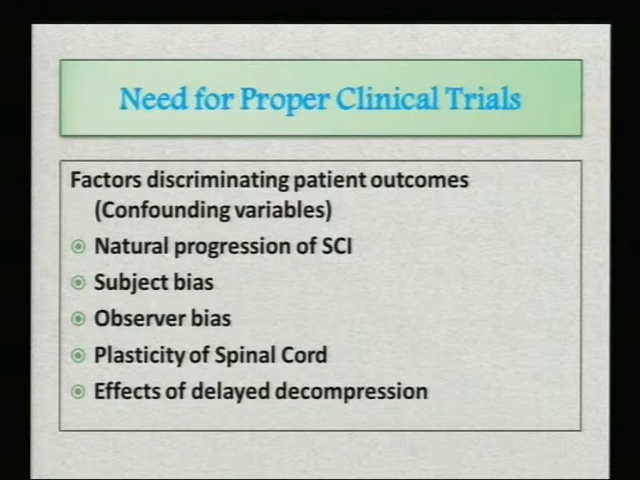 Need for Proper Clinical Trials
Factors discriminating patient outcomes
(Confounding variables)
Natural progression of SCI
Subject bias
Observer bias
Plasticity of Spinal Cord
Effects of delayed decompression